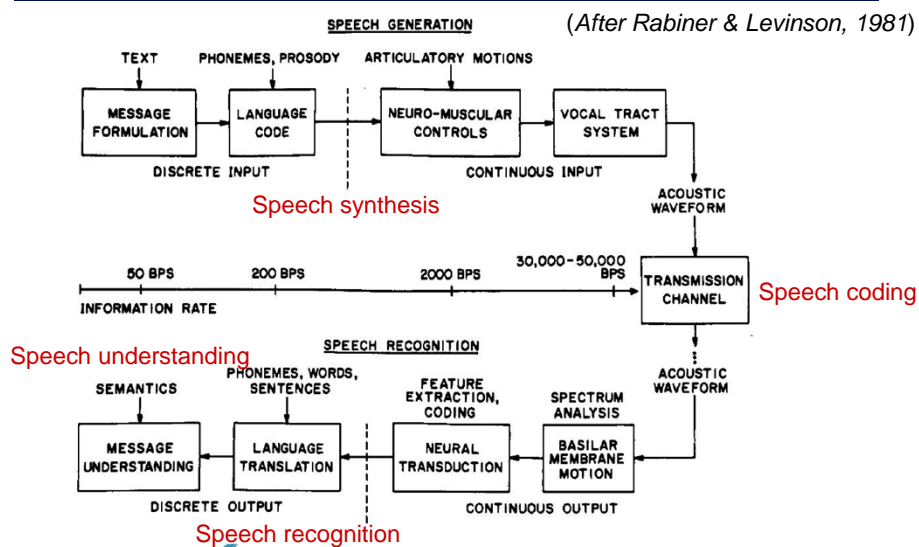 SPEECH GENERATION
(After Rabiner & Levinson, 1981)
TEXT
PHONEMES, PROSODY
ARTICULATORY MOTIONS
MESSAGE
FORMULATION
LANGUAGE
CODE
NEURO-MUSCULAR
CONTROLS
VOCAL TRACT
SYSTEM
DISCRETE INPUT
CONTINUOUS INPUT
Speech synthesis
ACOUSTIC
WAVEFORM
50 BPS
200 BPS
2000 BPS
30,000-50,000
BPS
INFORMATION RATE
TRANSMISSION
CHANNEL
Speech coding
Speech understanding
SPEECH RECOGNITION
SEMANTICS
PHONEMES, WORDS,
SENTENCES
FEATURE
EXTRACTION,
CODING
SPECTRUM
ANALYSIS
ACOUSTIC
WAVEFORM
MESSAGE
UNDERSTANDING
LANGUAGE
TRANSLATION
NEURAL
TRANSDUCTION
BASILAR
MEMBRANE
MOTION
DISCRETE OUTPUT
CONTINUOUS OUTPUT
Speech recognition